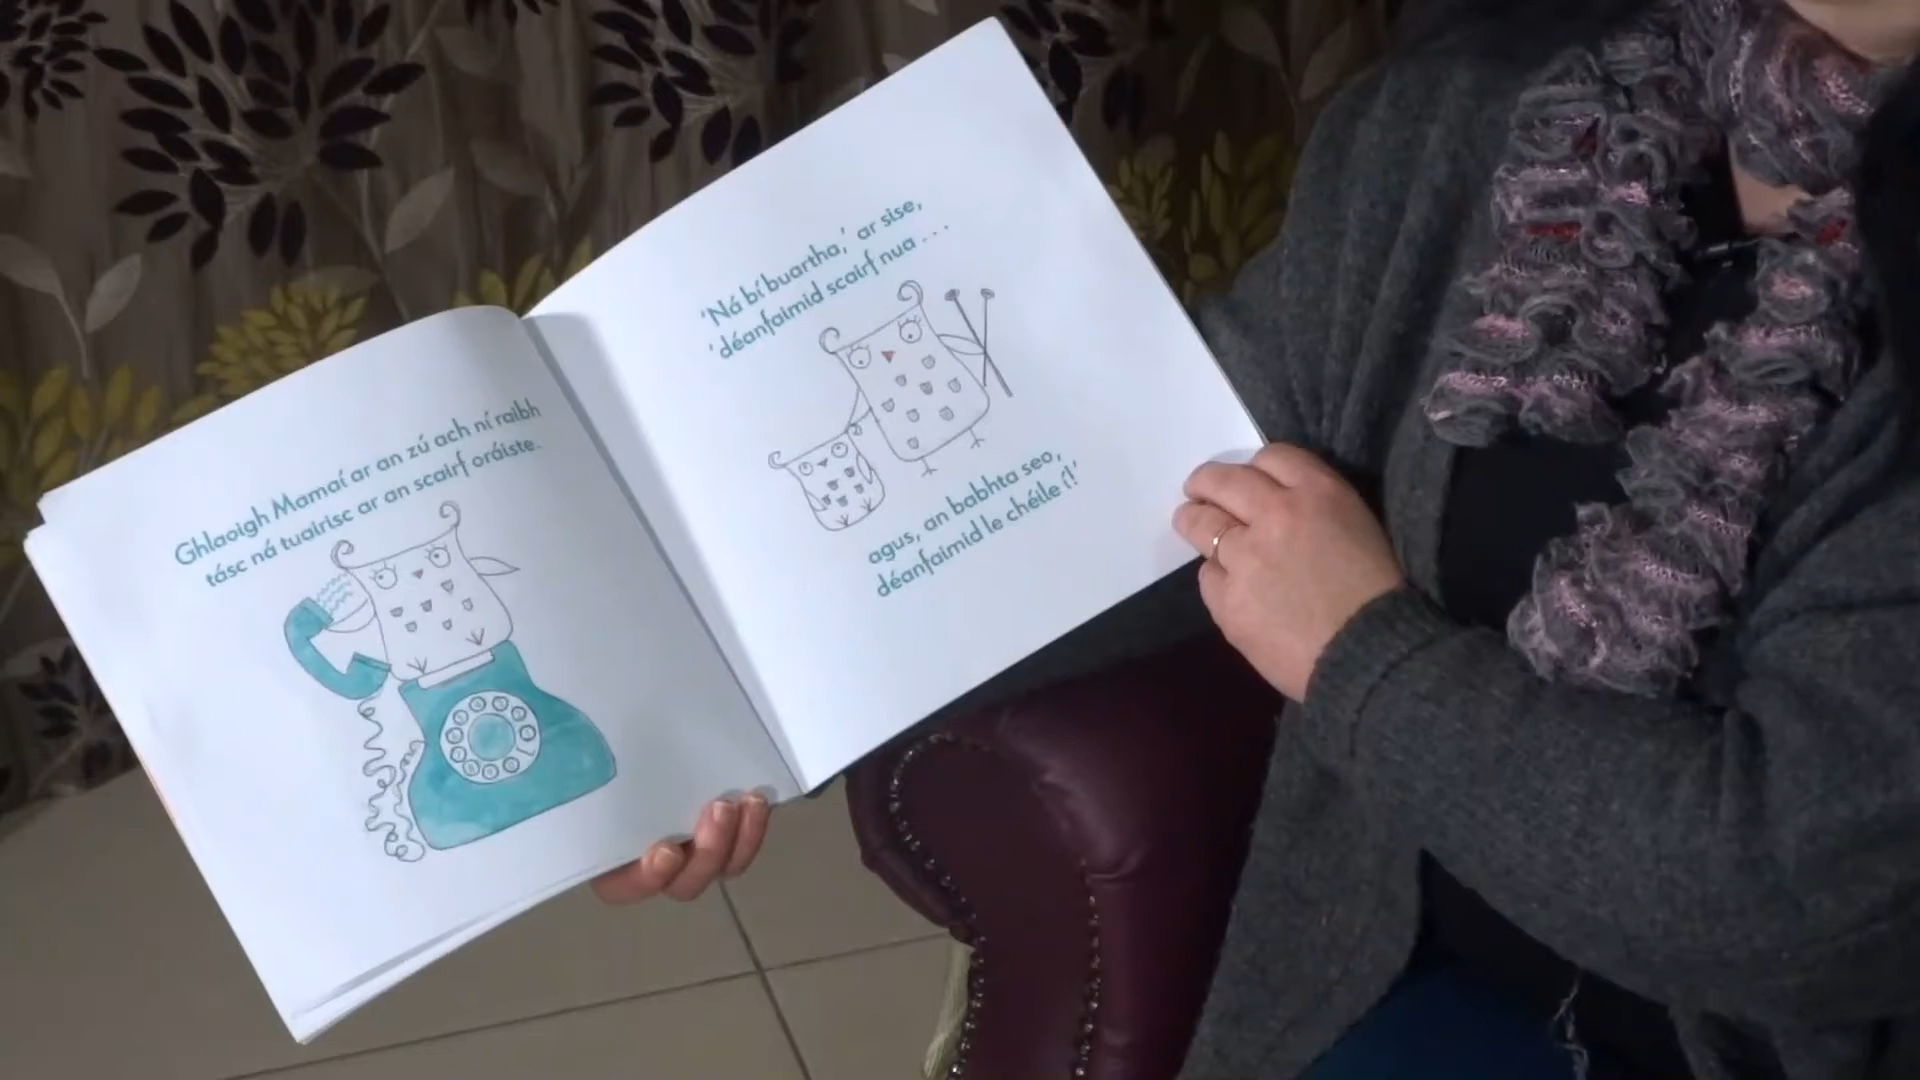 Ghlaoigh Mamaí ar an zú ach ní raibh
tásc ná tuairisc ar an scairf oráiste.
'Ná bí buartha,' ar sise,
'déanfaimid scairf nua . . .
agus, an babhta seo,
déanfaimid le chéile í!'